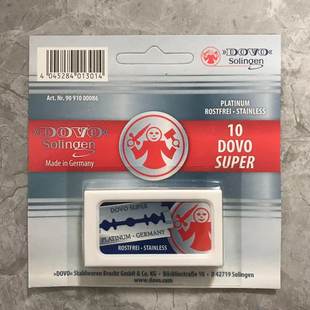 4 045284 013014
»DOVO«
Solingen
Art. Nr. 99 910 00086
PLATINUM
ROSTFREI · STAINLESS
»DOVO«
Solingen
Made in Germany
10
DOVO
SUPER
DOVO SUPER
PLATINUM · GERMANY
ROSTFREI · STAINLESS
»DOVO« Stahlwaren Bracht GmbH & Co. KG · Böcklinstraße 10 · D 42719 Solingen
www.dovo.com